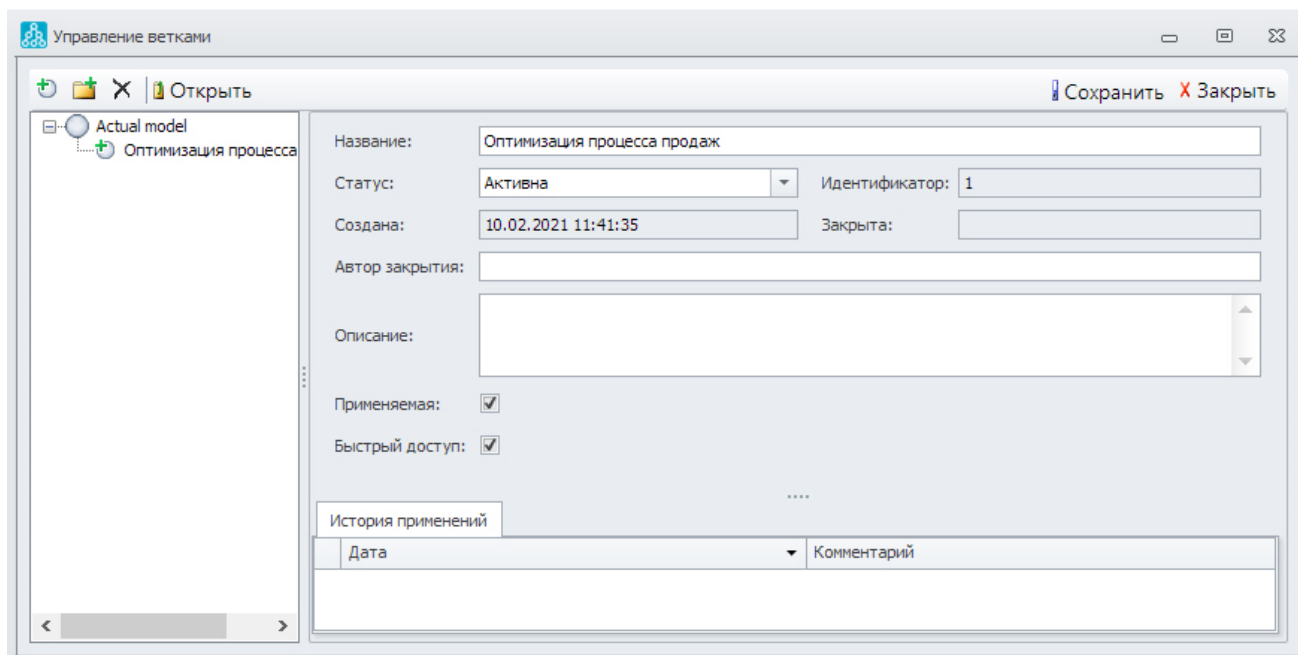 Управление ветками
Открыть Сохранить X Закрыть
Actual model
Оптимизация процесса
Название: Оптимизация процесса продаж
Статус: Активна Идентификатор: 1
Создана: 10.02.2021 11:41:35 Закрыта:
Автор закрытия:
Описание:
Применяемая:
Быстрый доступ:
История применений
Дата Комментарий